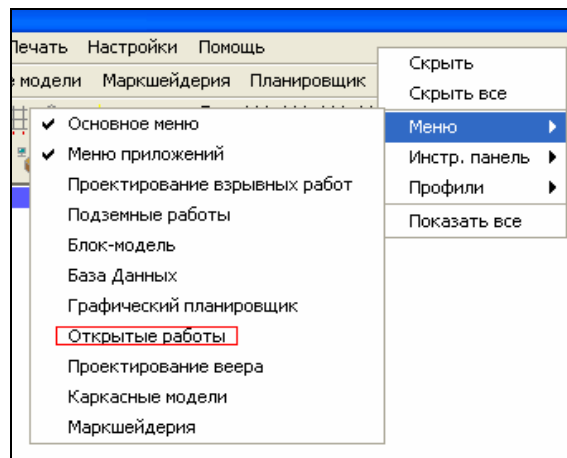 Печать Настройки Помощь
модели Маркшейдерия Планировщик
Скрыть
Скрыть все
Меню
Инстр. панель
Профили
Показать все
Основное меню
Меню приложений
Проектирование взрывных работ
Подземные работы
Блок-модель
База Данных
Графический планировщик
Открытые работы
Проектирование веера
Каркасные модели
Маркшейдерия